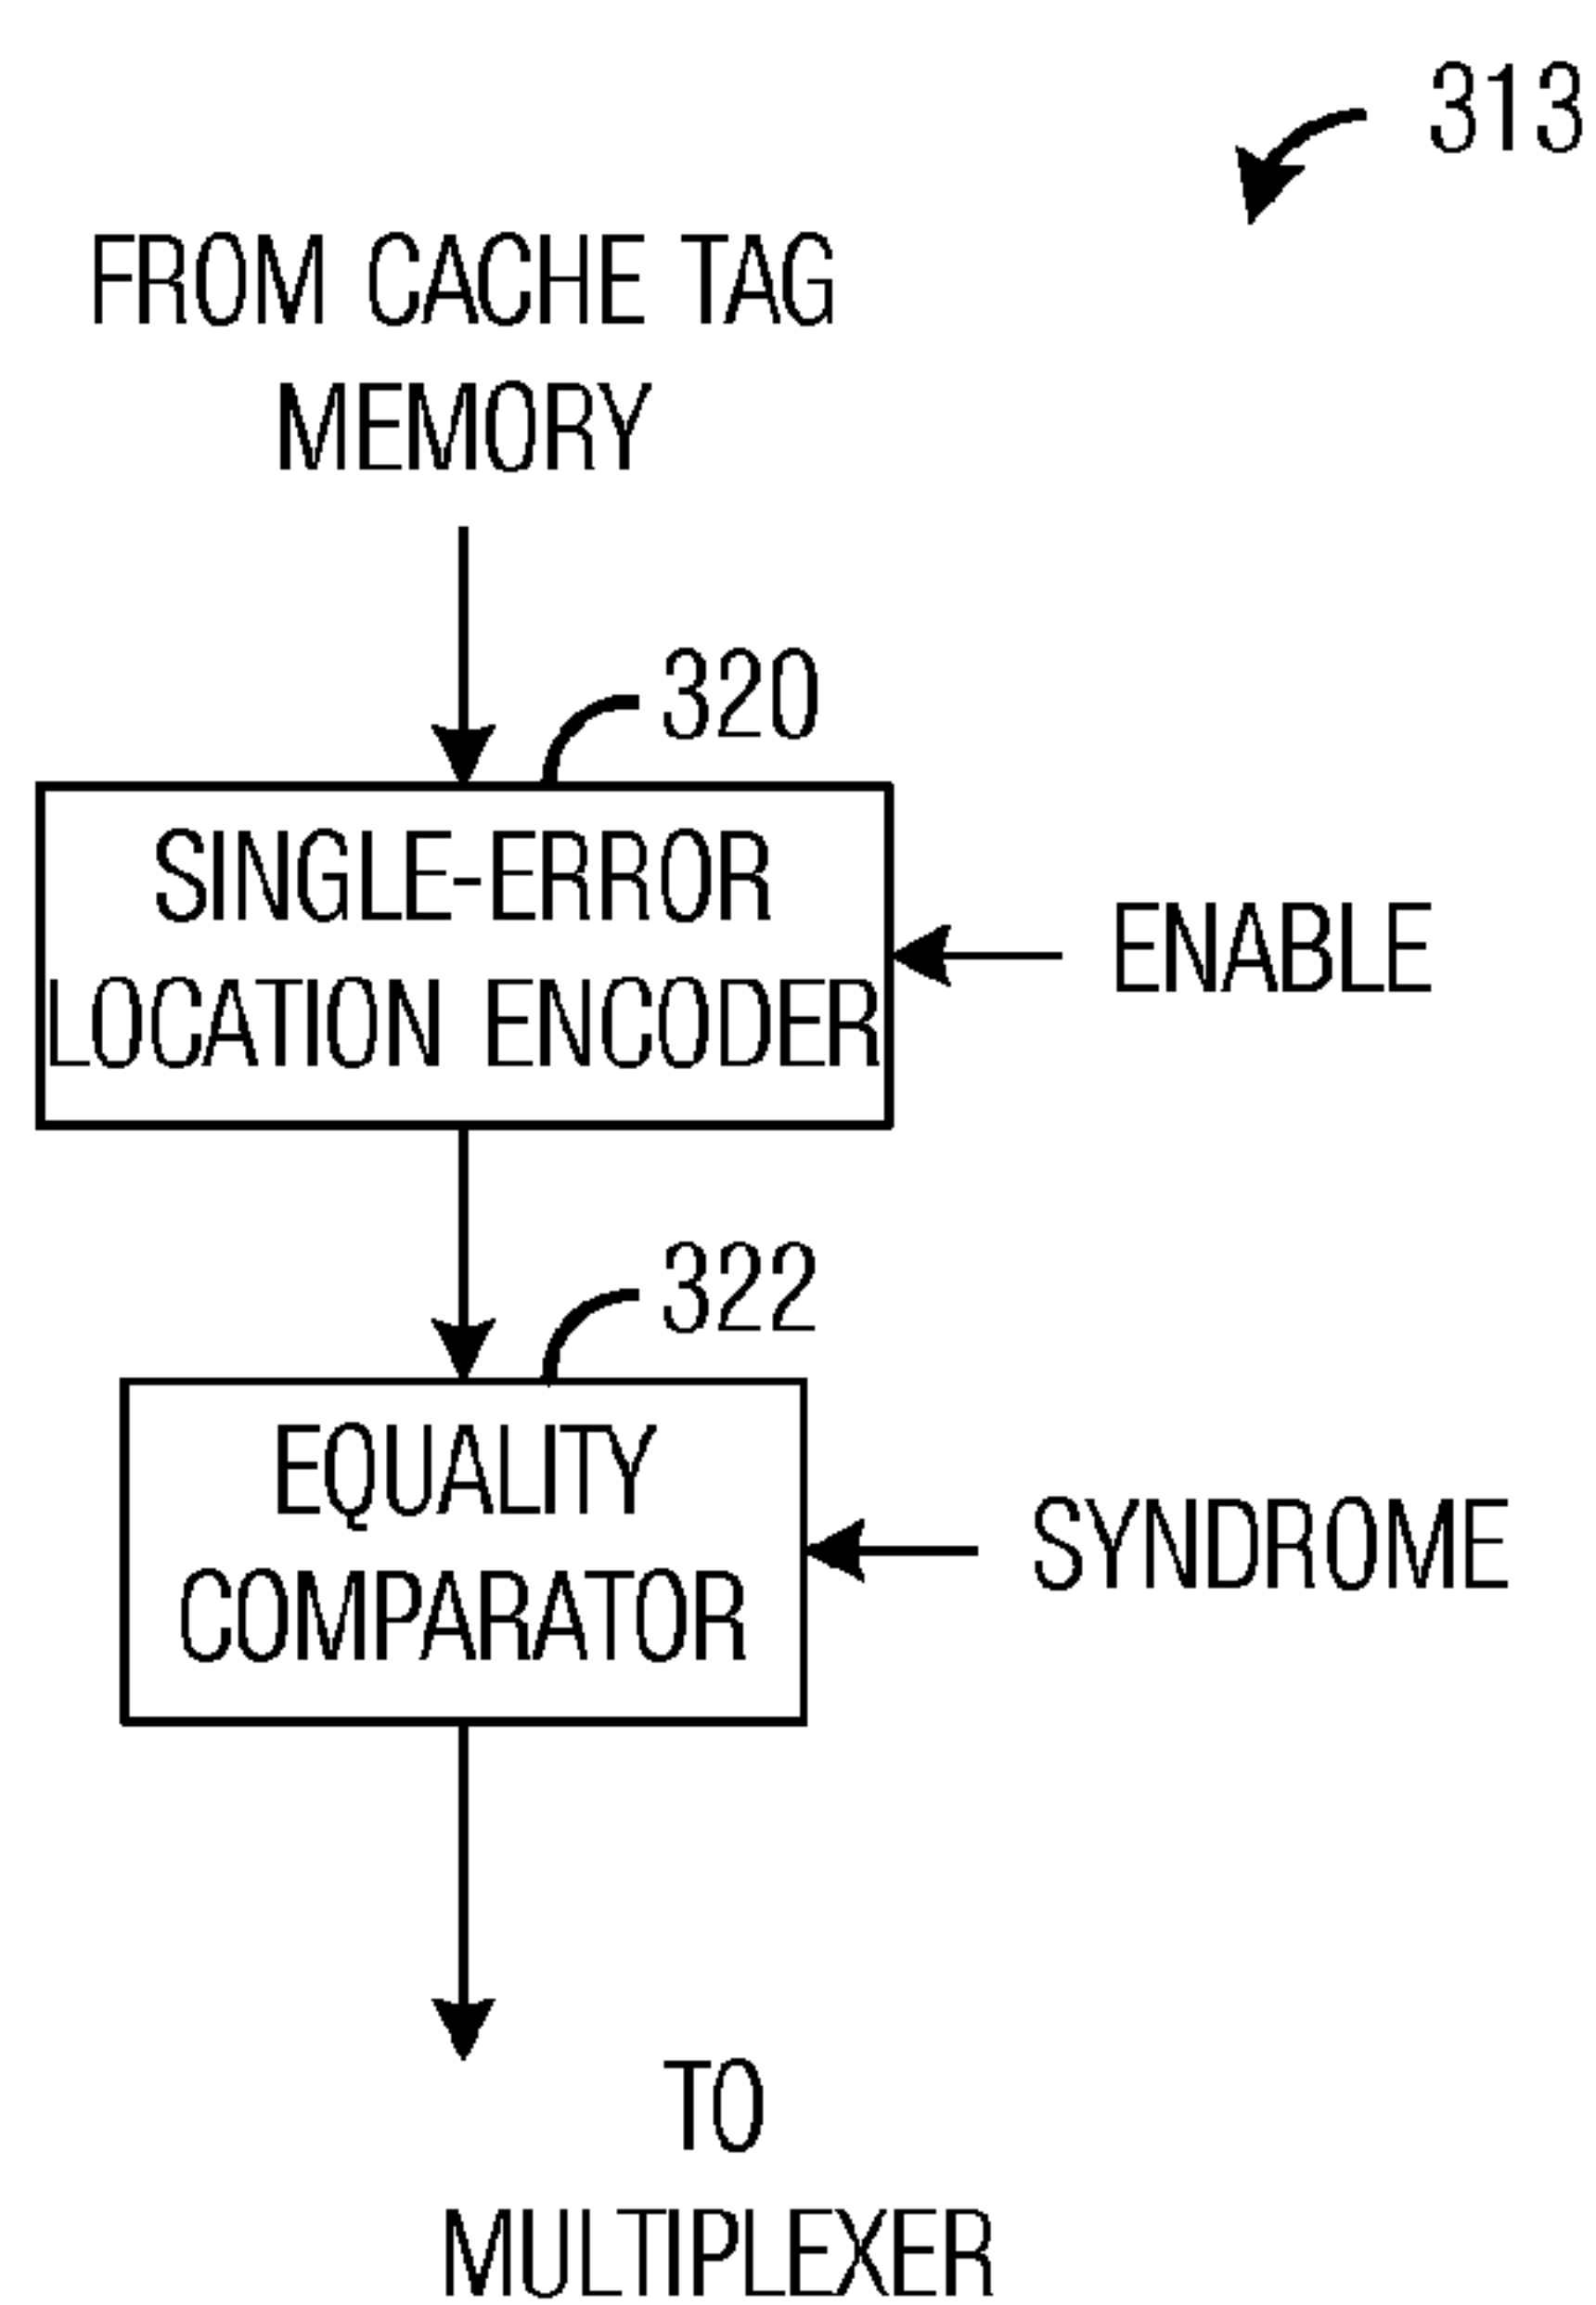 313
FROM CACHE TAG
MEMORY
320
SINGLE-ERROR
LOCATION ENCODER
ENABLE
322
EQUALITY
COMPARATOR
SYNDROME
TO
MULTIPLEXER